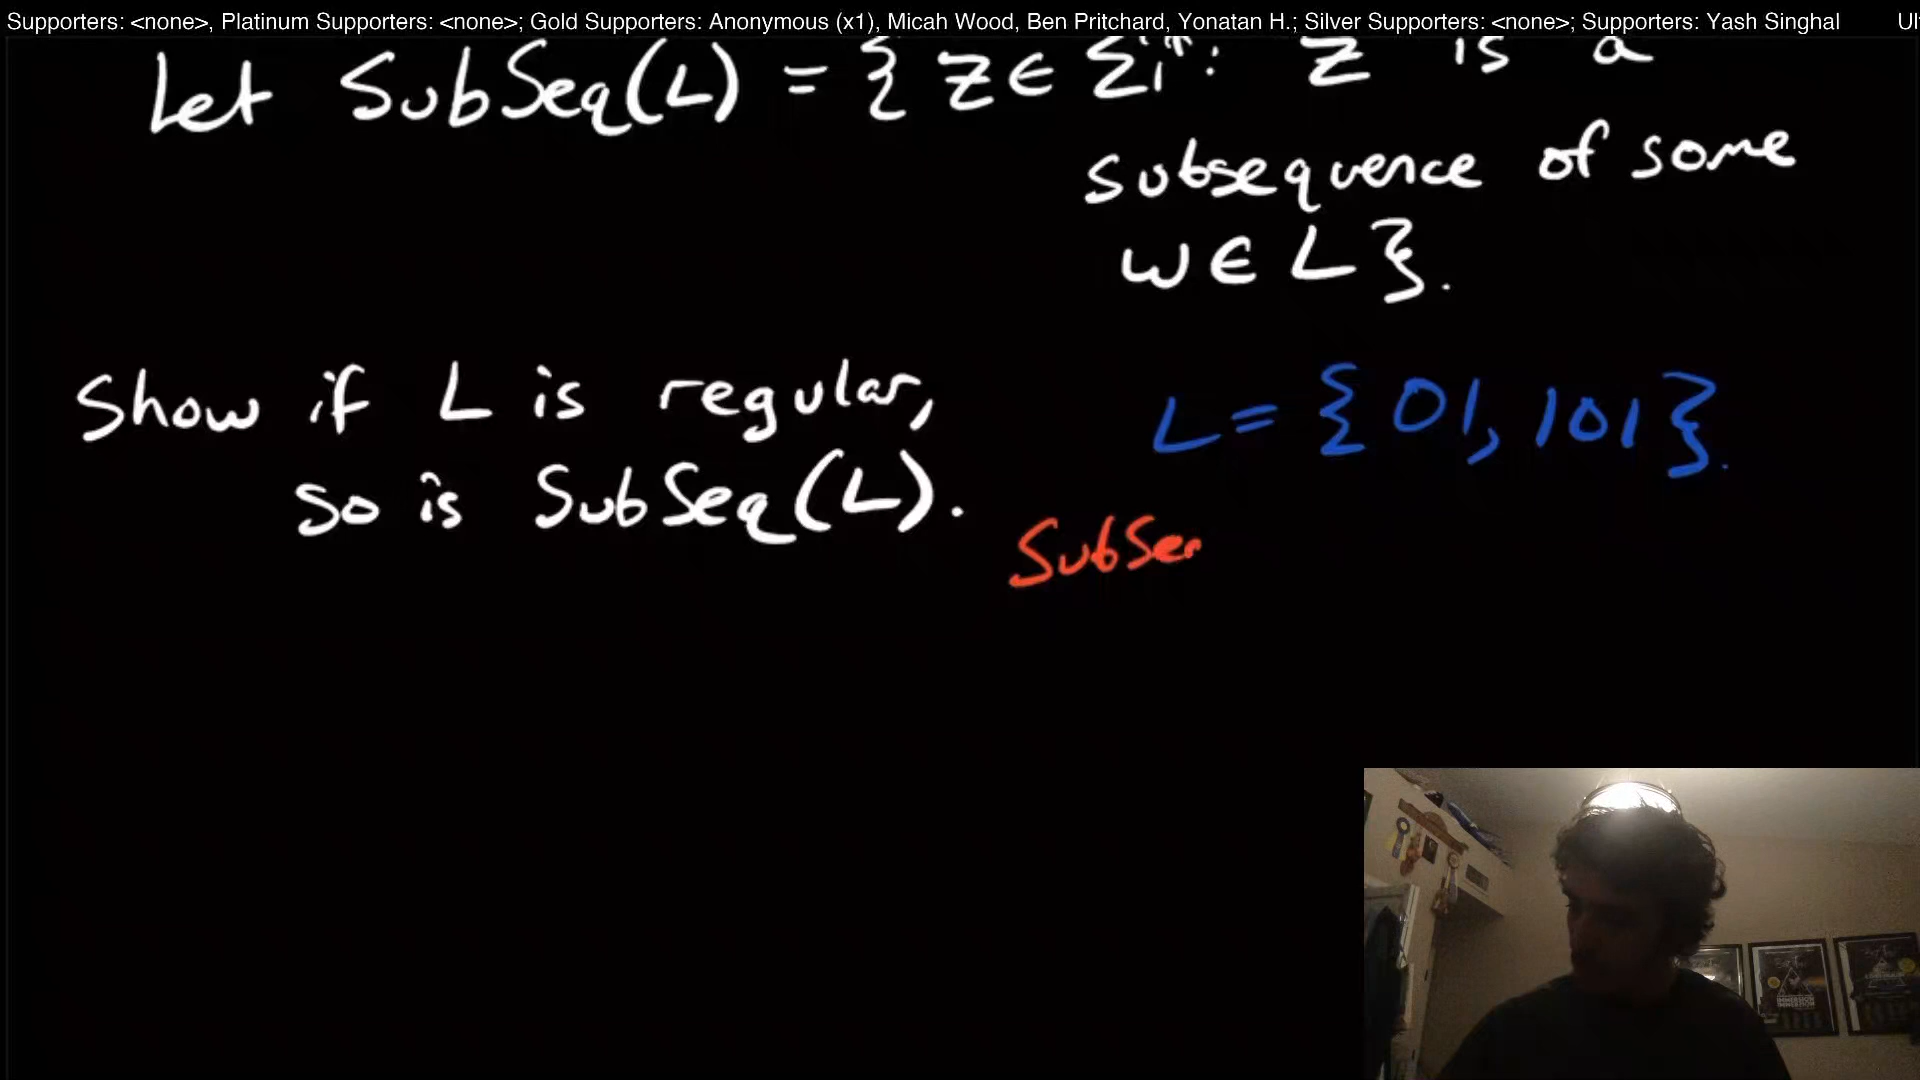 Supporters: <none>, Platinum Supporters: <none>; Gold Supporters: Anonymous (x1), Micah Wood, Ben Pritchard, Yonatan H.; Silver Supporters: <none>; Supporters: Yash Singhal
Let SubSeq(L) = { z ∈ Σ*: z is a
subsequence of some
w ∈ L }.
Show if L is regular,
so is SubSeq(L).
L = { 01, 101 }.
SubSe